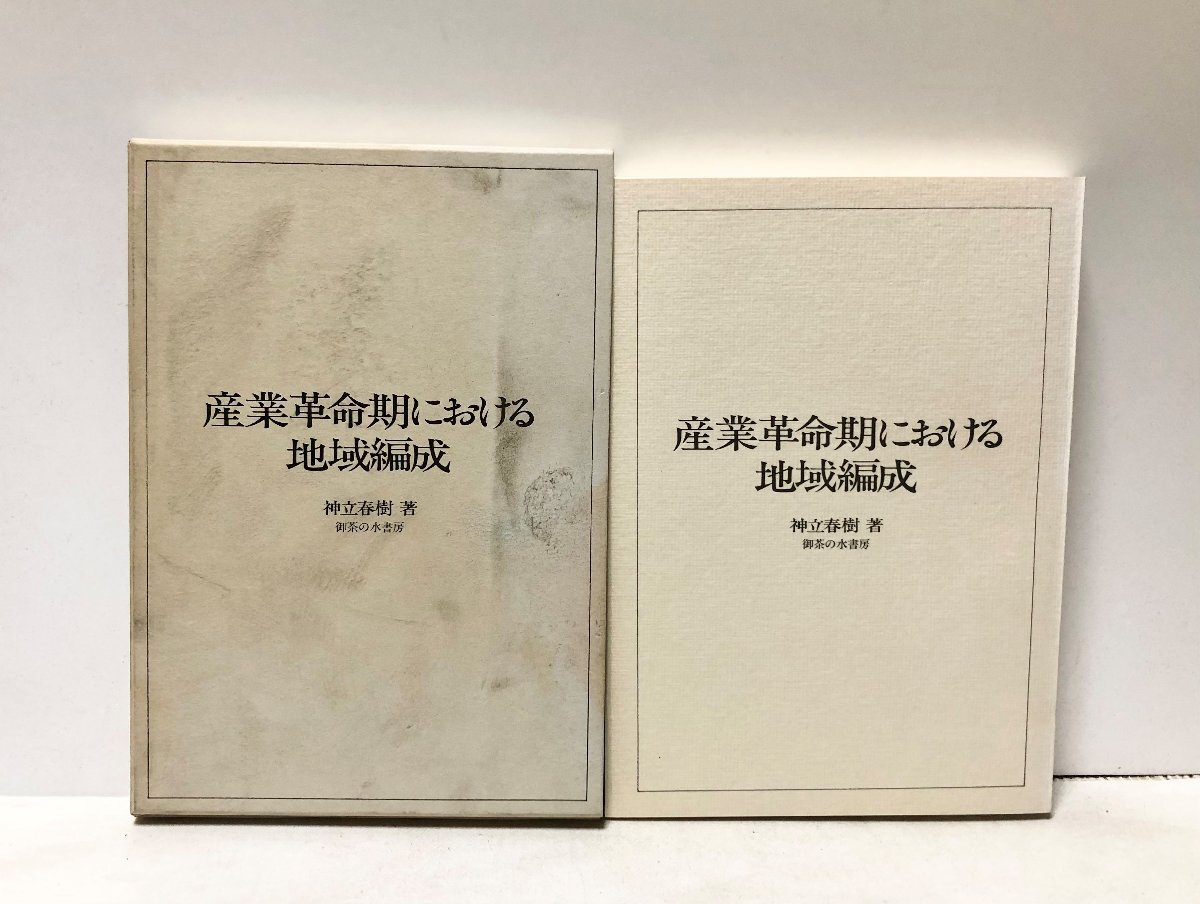 産業革命期における
地域編成
神立春樹 著
御茶の水書房
産業革命期における
地域編成
神立春樹 著
御茶の水書房